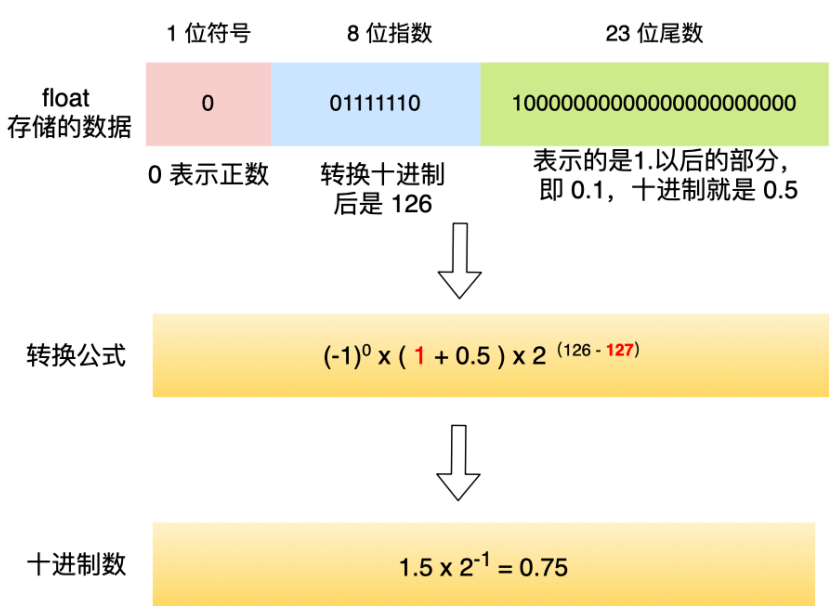 1 位符号 8 位指数 23 位尾数
float
存储的数据
0 01111110 10000000000000000000000
0 表示正数
转换十进制
后是 126
表示的是1.以后的部分，
即 0.1，十进制就是 0.5
转换公式
(-1)⁰ x ( 1 + 0.5 ) x 2 ⁽¹²⁶ ⁻ ¹²⁷⁾
十进制数
1.5 x 2⁻¹ = 0.75